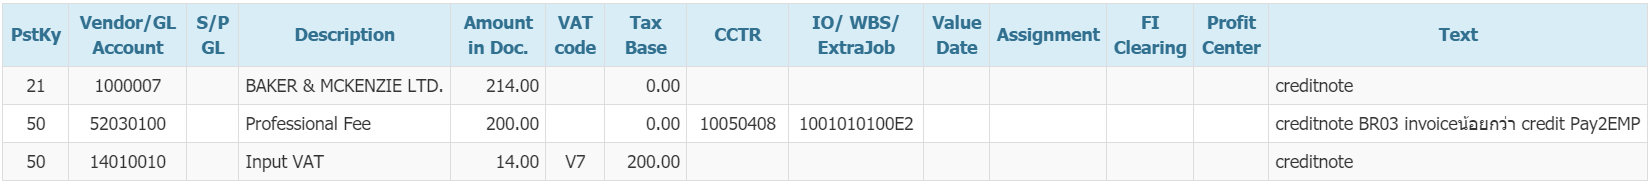 PstKy Vendor/GL Account S/P GL Description Amount in Doc. VAT code Tax Base CCTR IO/ WBS/ ExtraJob Value Date Assignment FI Clearing Profit Center Text
21 1000007 BAKER & MCKENZIE LTD. 214.00 0.00 creditnote
50 52030100 Professional Fee 200.00 0.00 10050408 1001010100E2 creditnote BR03 invoiceน้อยกว่า credit Pay2EMP
50 14010010 Input VAT 14.00 V7 200.00 creditnote